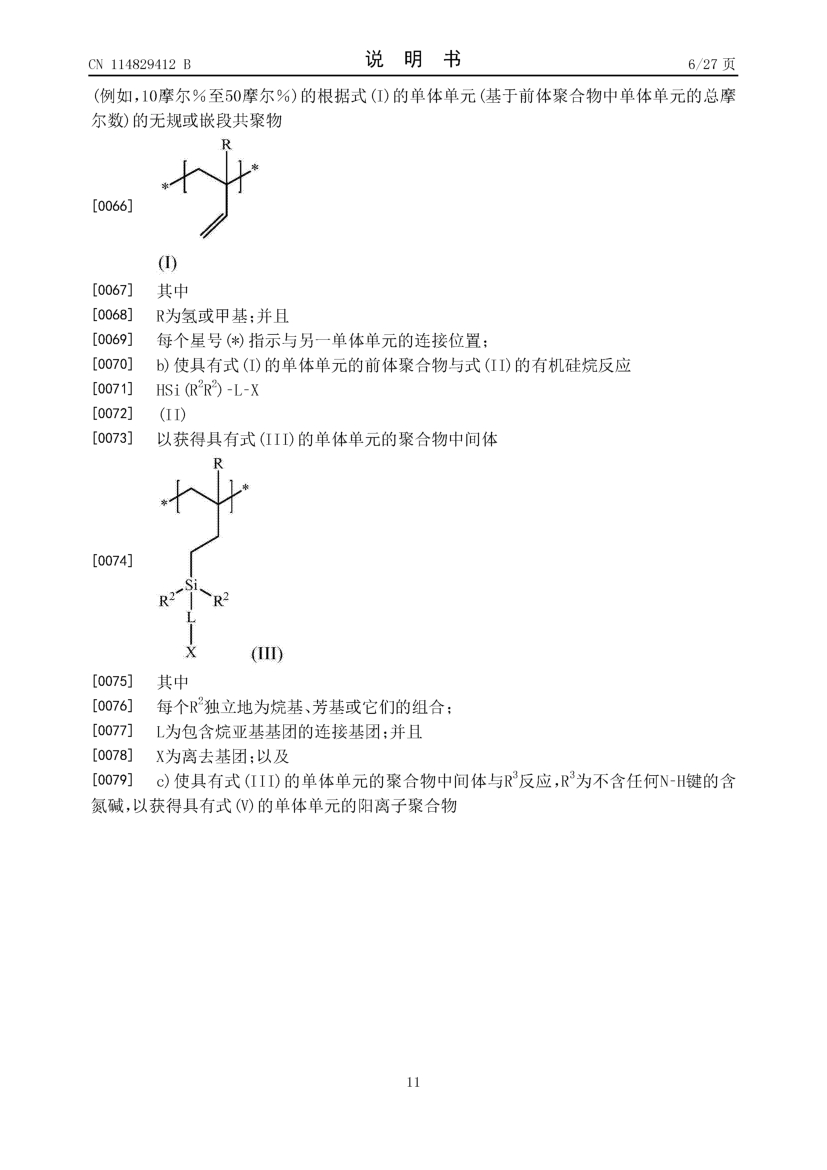 CN 114829412 B
说 明 书
6/27 页
(例如,10摩尔%至50摩尔%)的根据式(I)的单体单元(基于前体聚合物中单体单元的总摩
尔数)的无规或嵌段共聚物
R
* *
[0066]
(I)
[0067] 其中
[0068] R为氢或甲基;并且
[0069] 每个星号(*)指示与另一单体单元的连接位置;
[0070] b)使具有式(I)的单体单元的前体聚合物与式(II)的有机硅烷反应
[0071] HSi(R²R²)-L-X
[0072] (II)
[0073] 以获得具有式(III)的单体单元的聚合物中间体
R
* *
[0074]
Si
R² R²
L
X (III)
[0075] 其中
[0076] 每个R²独立地为烷基、芳基或它们的组合;
[0077] L为包含烷亚基基团的连接基团;并且
[0078] X为离去基团;以及
[0079] c)使具有式(III)的单体单元的聚合物中间体与R³反应,R³为不含任何N-H键的含
氮碱,以获得具有式(V)的单体单元的阳离子聚合物
11